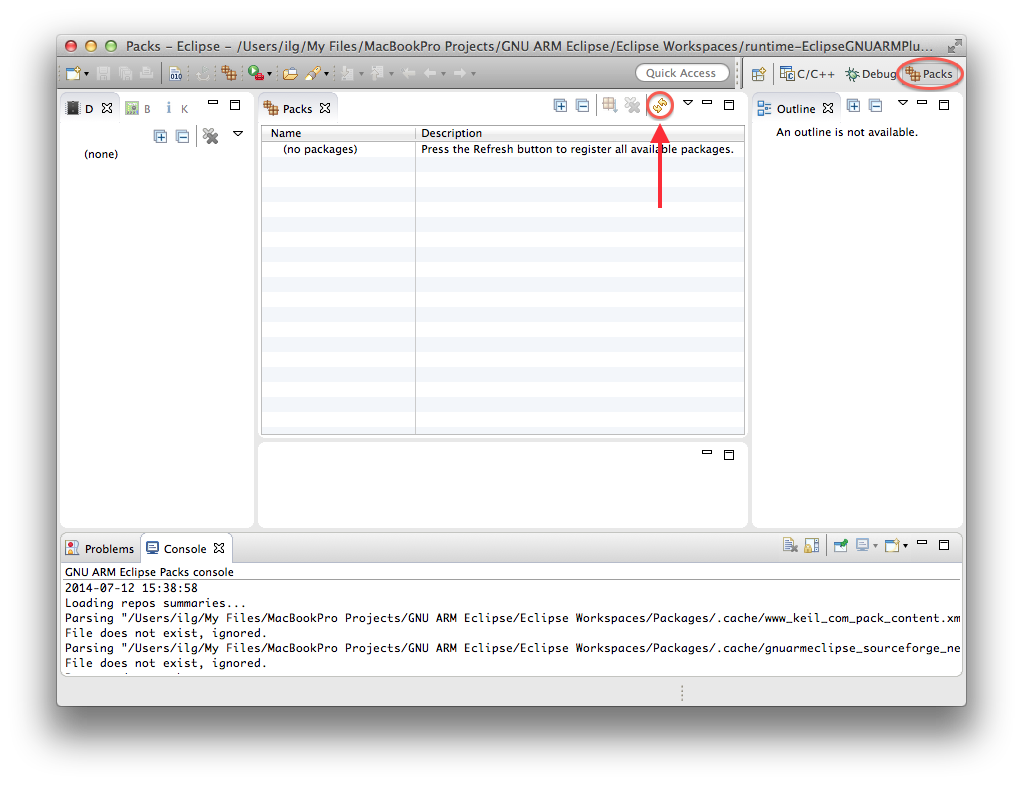 Packs – Eclipse – /Users/ilg/My Files/MacBookPro Projects/GNU ARM Eclipse/Eclipse Workspaces/runtime-EclipseGNUARMPlu...
010
Quick Access
C/C++
Debug
Packs
D
B
K
Packs
Outline
(none)
Name
Description
(no packages)
Press the Refresh button to register all available packages.
An outline is not available.
Problems
Console
GNU ARM Eclipse Packs console
2014-07-12 15:38:58
Loading repos summaries...
Parsing "/Users/ilg/My Files/MacBookPro Projects/GNU ARM Eclipse/Eclipse Workspaces/Packages/.cache/www_keil_com_pack_content.xm
File does not exist, ignored.
Parsing "/Users/ilg/My Files/MacBookPro Projects/GNU ARM Eclipse/Eclipse Workspaces/Packages/.cache/gnuarmeclipse_sourceforge_ne
File does not exist, ignored.